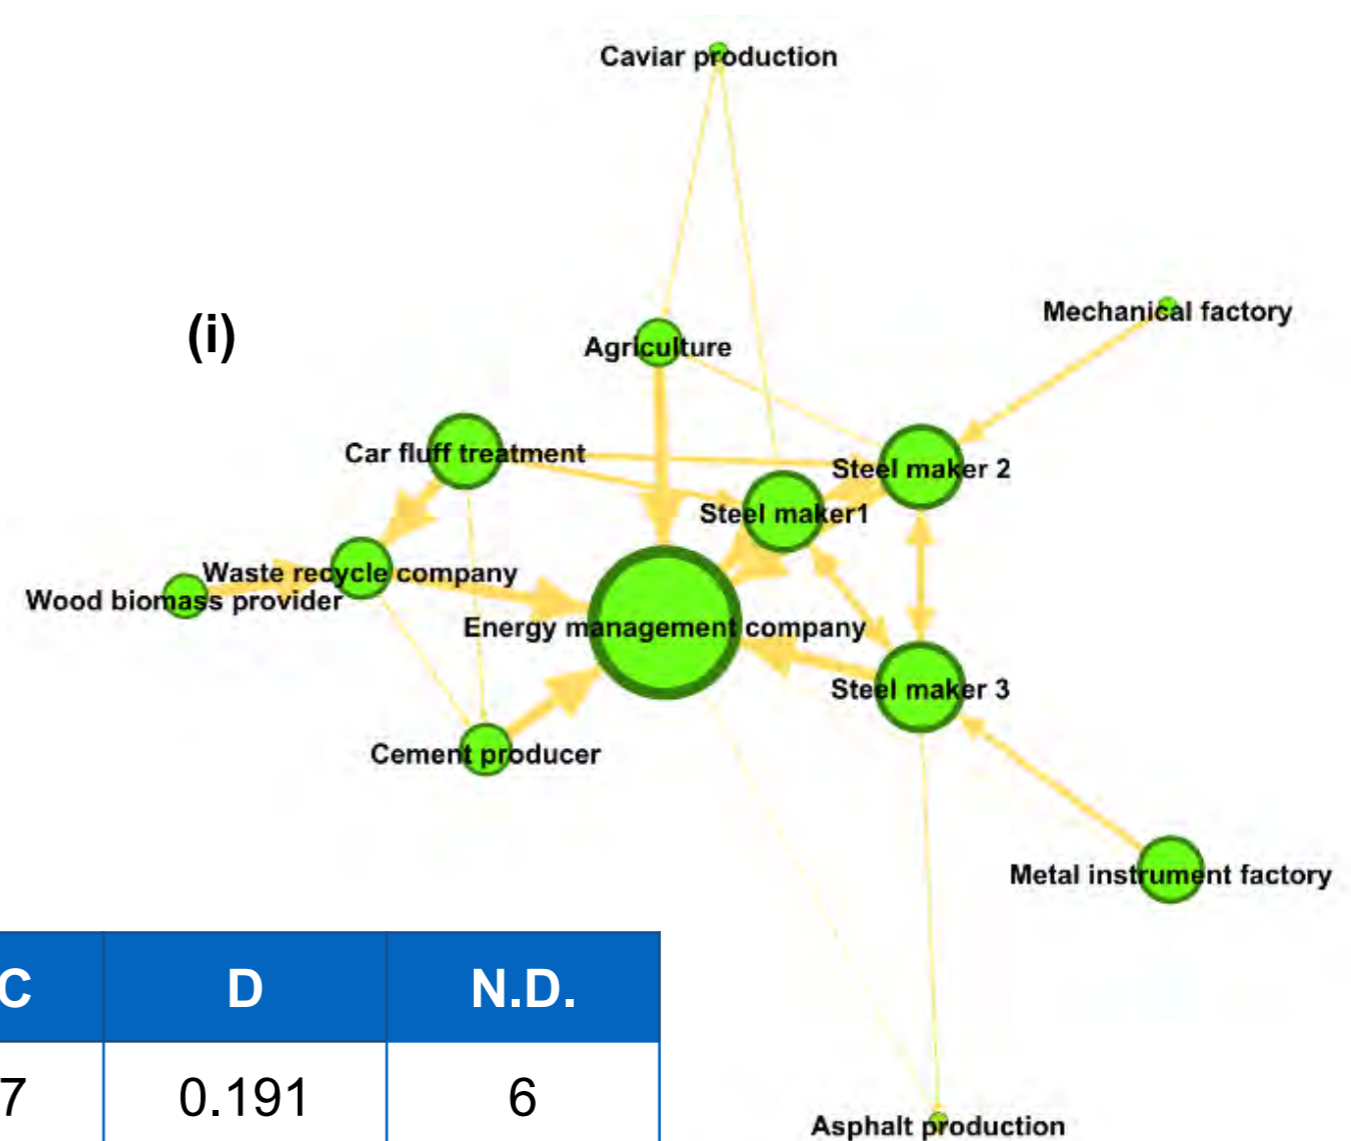 Caviar production
Mechanical factory
(i)
Agriculture
Car fluff treatment
Steel maker 2
Steel maker1
Waste recycle company
Wood biomass provider
Energy management company
Steel maker 3
Cement producer
Metal instrument factory
C D N.D.
7 0.191 6
Asphalt production